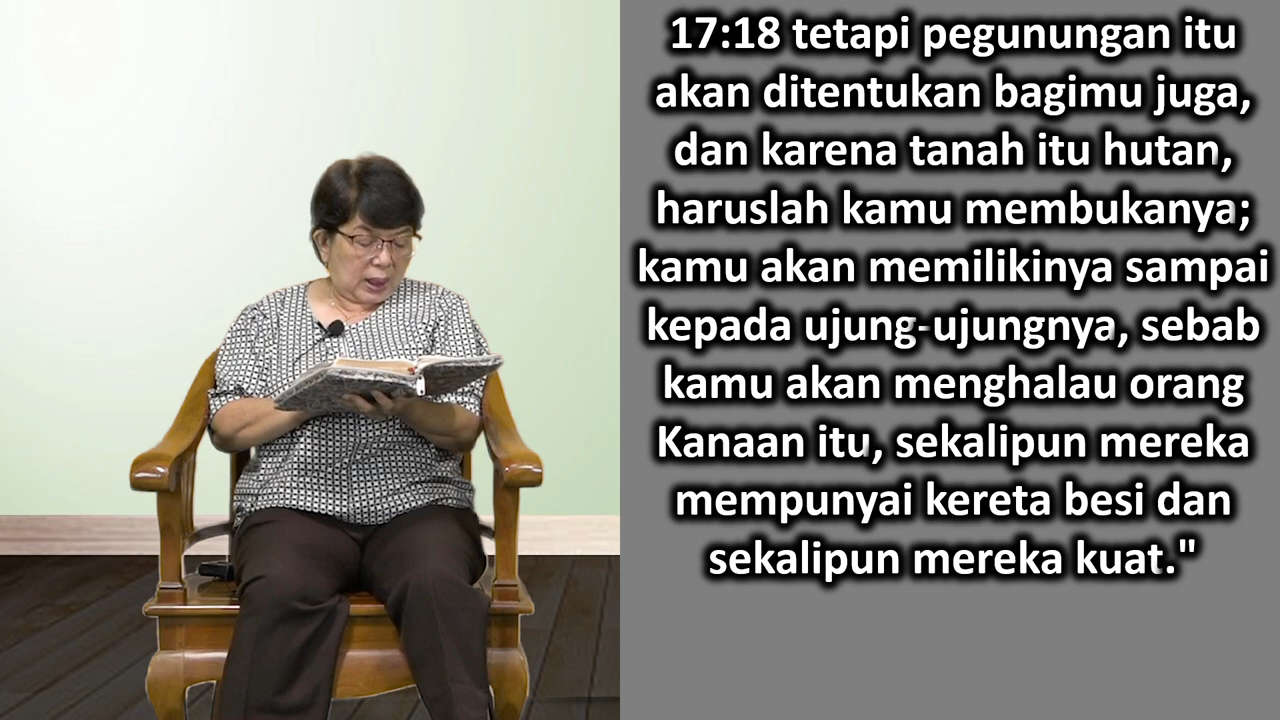 17:18 tetapi pegunungan itu
akan ditentukan bagimu juga,
dan karena tanah itu hutan,
haruslah kamu membukanya;
kamu akan memilikinya sampai
kepada ujung-ujungnya, sebab
kamu akan menghalau orang
Kanaan itu, sekalipun mereka
mempunyai kereta besi dan
sekalipun mereka kuat."